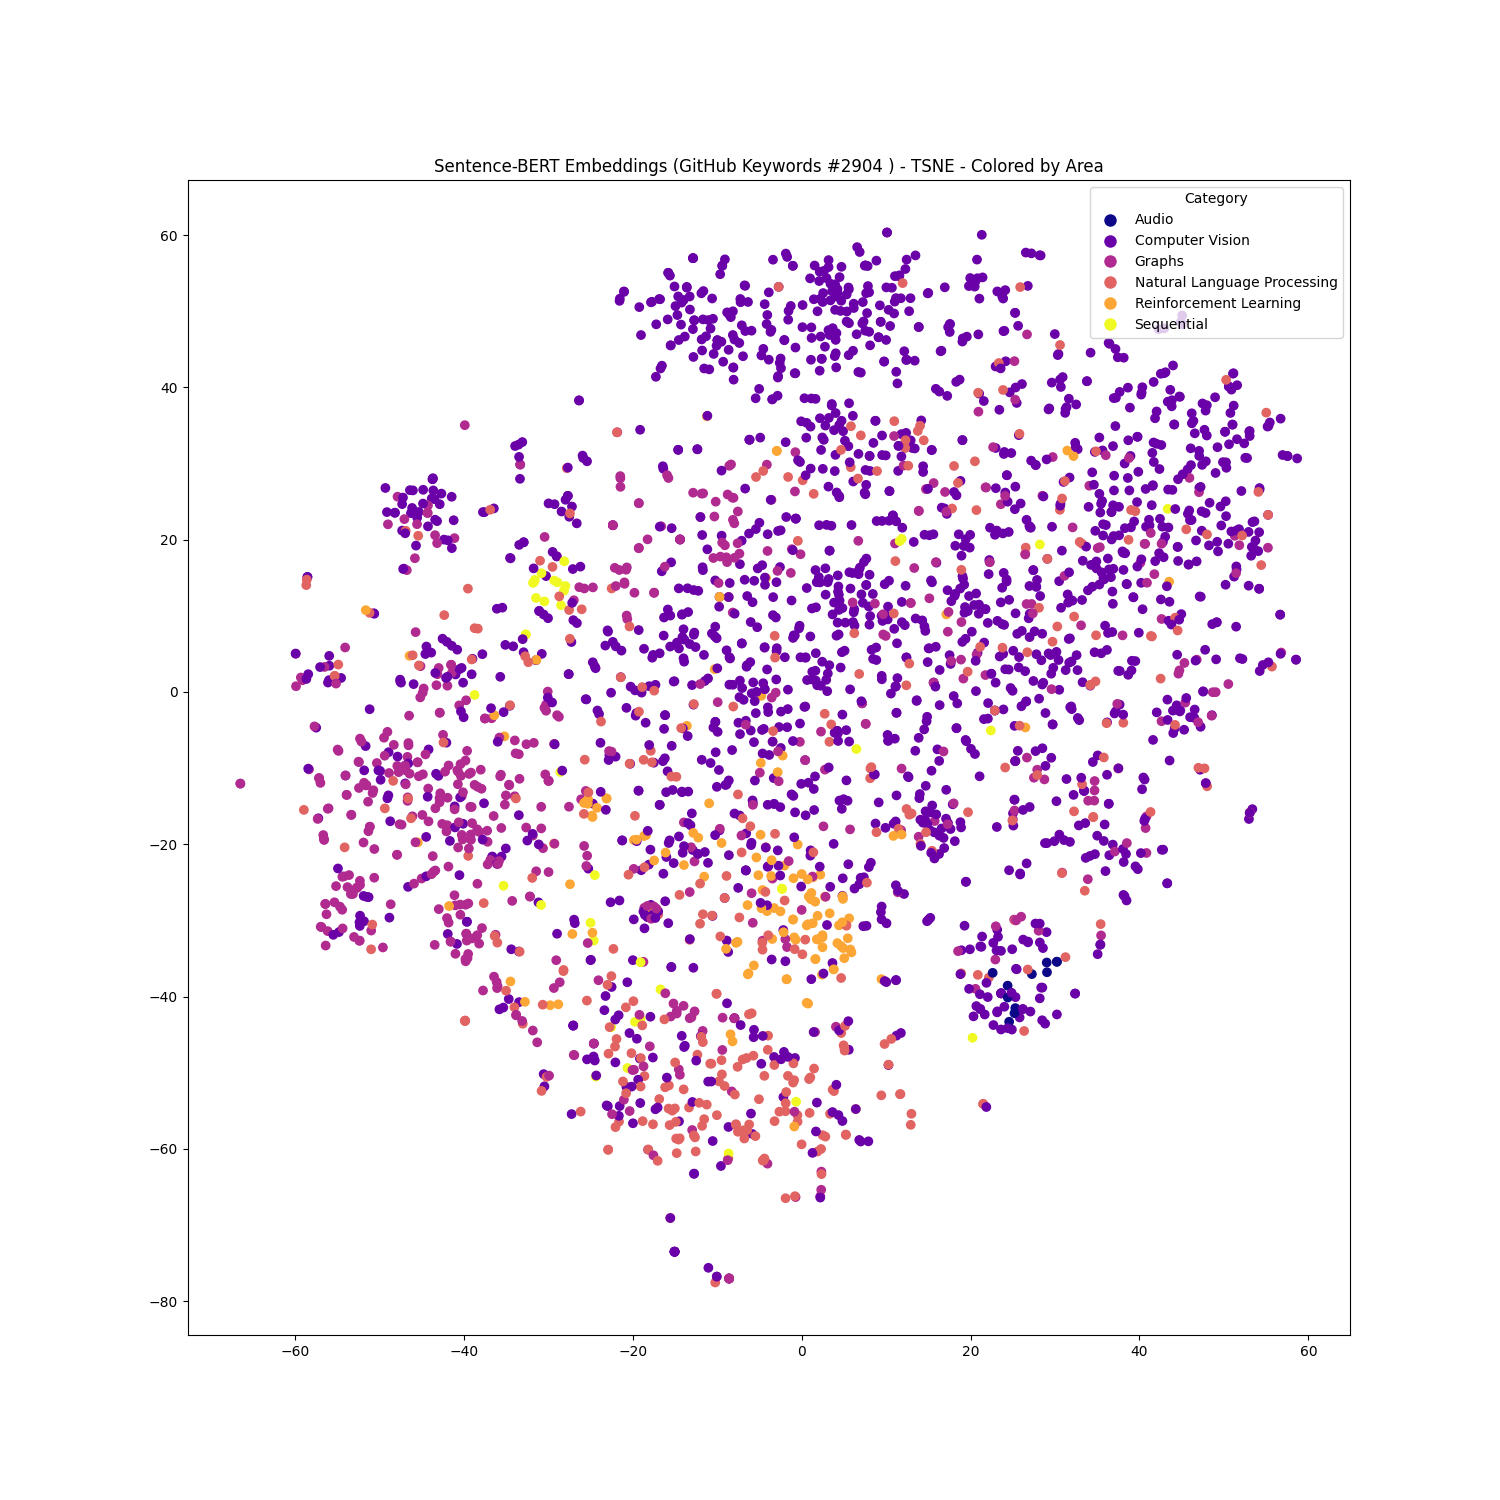 Sentence-BERT Embeddings (GitHub Keywords #2904 ) - TSNE - Colored by Area
Category
Audio
Computer Vision
Graphs
Natural Language Processing
Reinforcement Learning
Sequential
60
40
20
0
−20
−40
−60
−80
−60
−40
−20
0
20
40
60